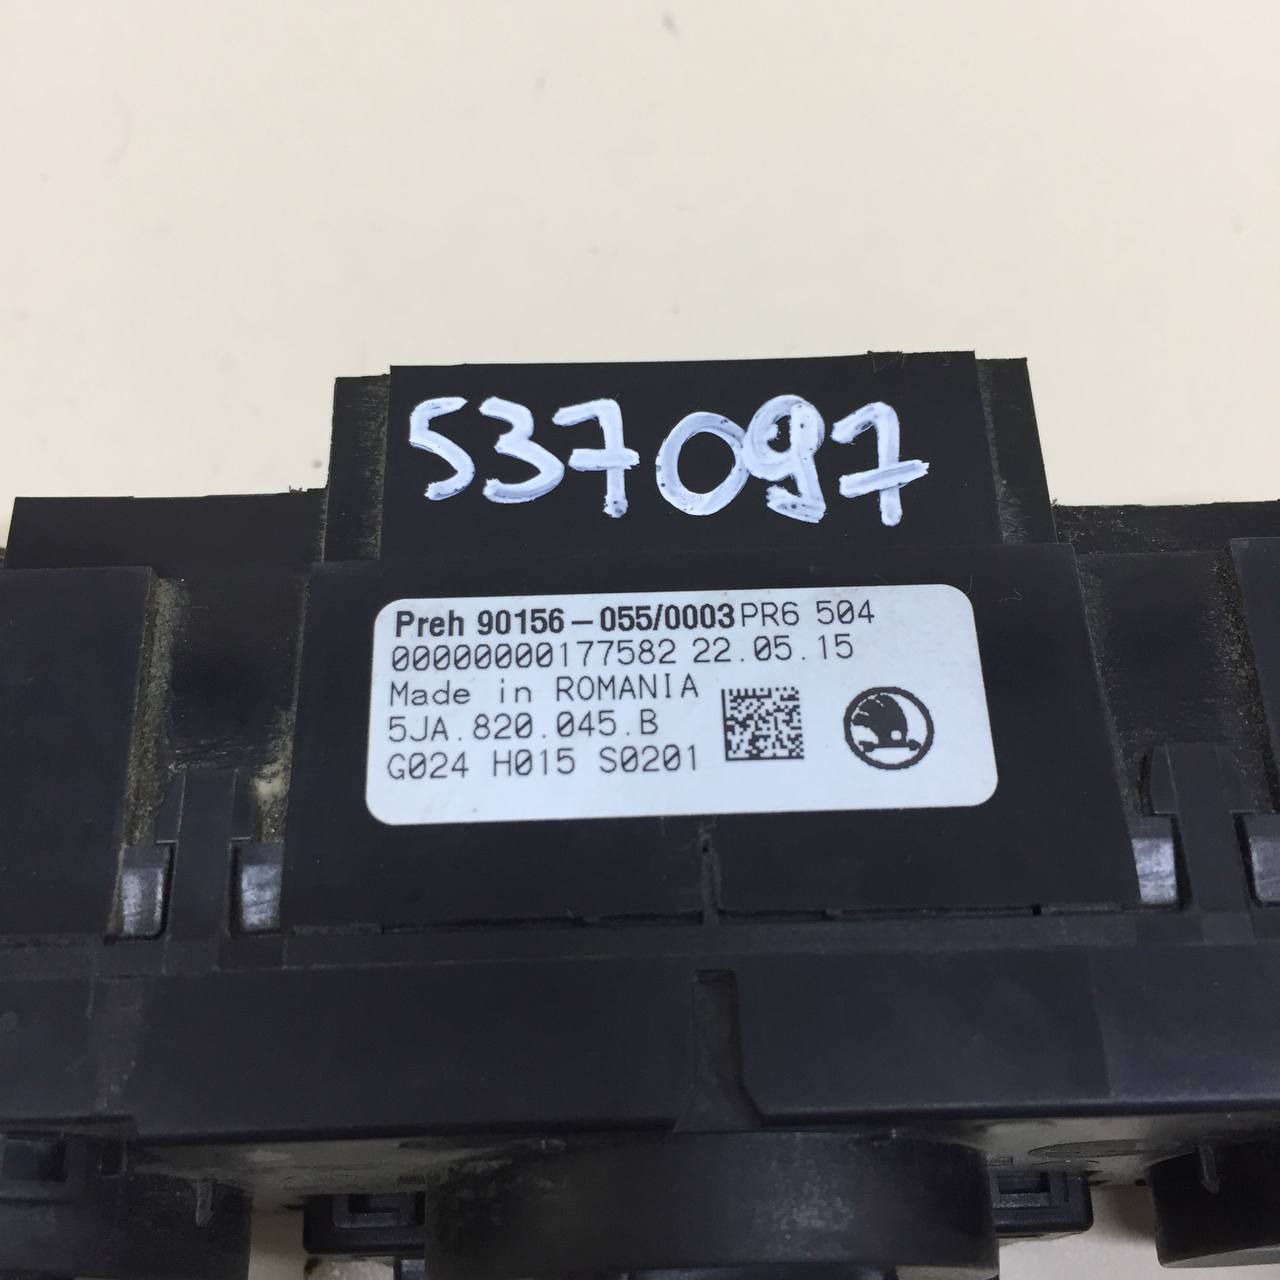 537097
Preh 90156-055/0003 PR6 504
00000000177582 22.05.15
Made in ROMANIA
5JA.820.045.B
G024 H015 S0201